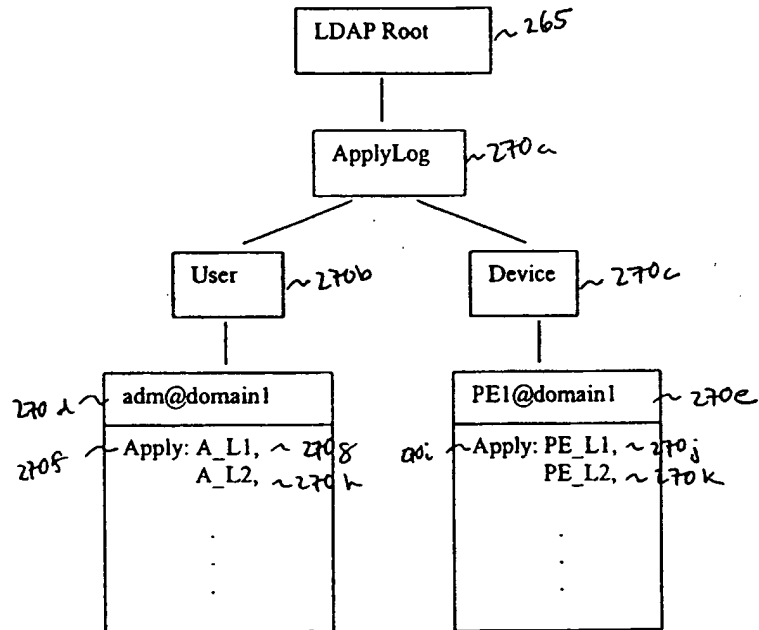 LDAP Root ~ 265
ApplyLog ~ 270a
User ~ 270b
Device ~ 270c
270d ~ adm@domain1
PE1@domain1 ~ 270e
270f ~ Apply: A_L1, ~ 270g
A_L2, ~ 270h
270i ~ Apply: PE_L1, ~ 270j
PE_L2, ~ 270k